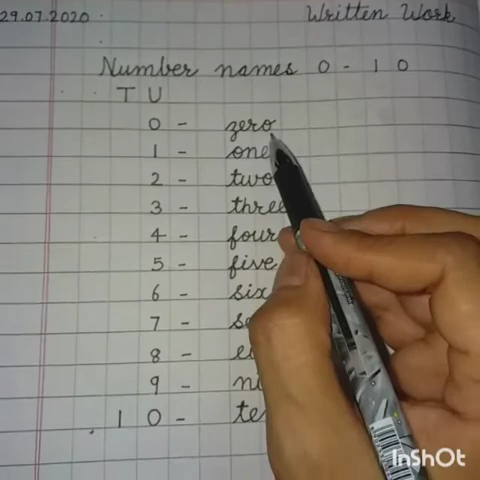 29.07.2020 Written Work
Number names 0 - 10
T U
0 - zero
1 - one
2 - two
3 - three
4 - four
5 - five
6 - six
7 -
8 -
9 -
10 -
InShOt